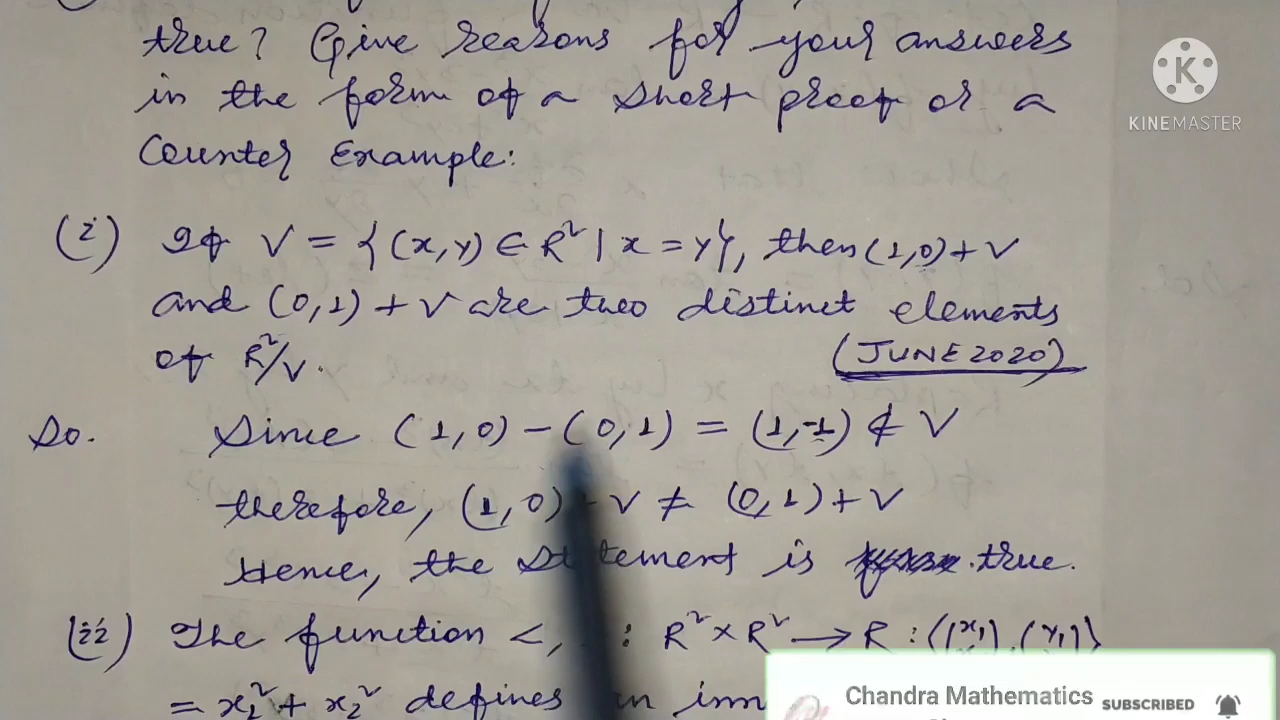 true? Give reasons for your answers
in the form of a short proof or a
Counter Example:
KINEMASTER
(i) If V = {(x,y) ∈ R² | x = y}, then (1,0) + V
and (0,1) + V are two distinct elements
of R²/V.
(JUNE 2020)
So. Since (1,0) - (0,1) = (1,-1) ∉ V
therefore, (1,0) + V ≠ (0,1) + V
Hence, the statement is true.
(ii) The function <, : R² × R² → R :
= x₁² + x₂² defines an
Chandra Mathematics
SUBSCRIBED